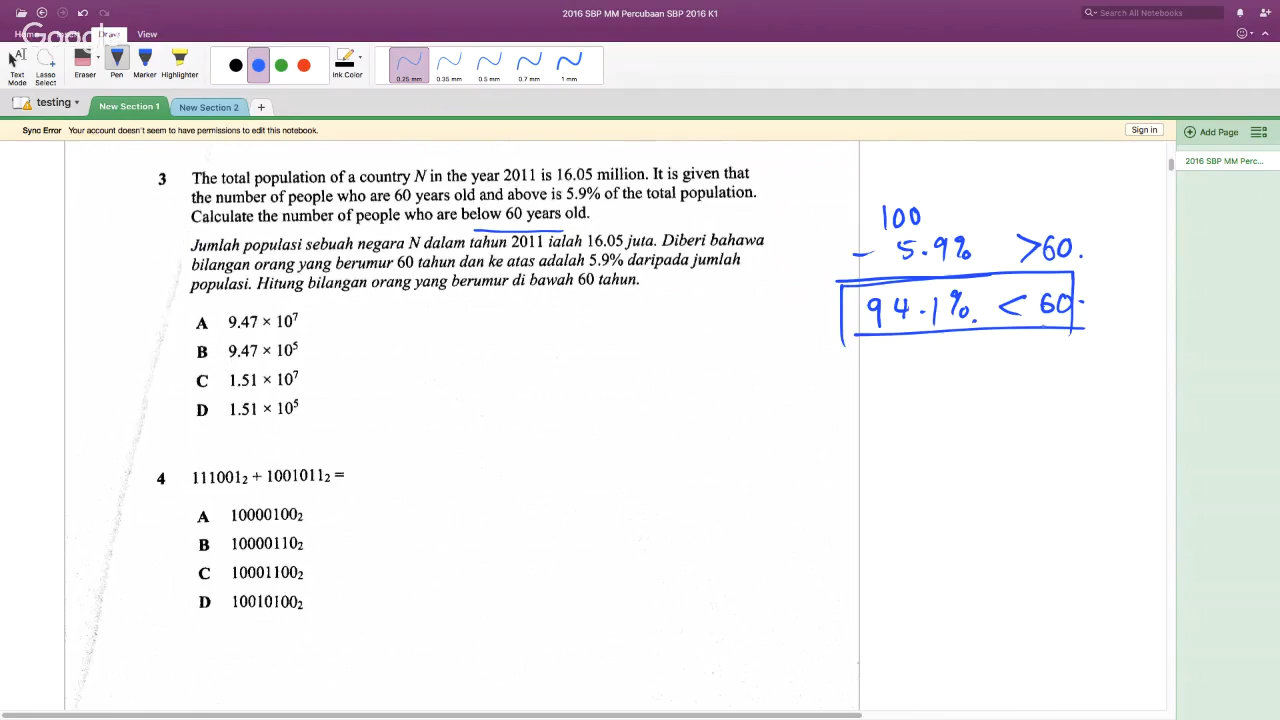 2016 SBP MM Percubaan SBP 2016 K1
Search All Notebooks
Google
Home Insert Draw View
Text Mode
Lasso Select
Eraser
Pen
Marker
Highlighter
Ink Color
0.25 mm
0.35 mm
0.5 mm
0.7 mm
1 mm
testing
New Section 1
New Section 2
+
Sync Error Your account doesn't seem to have permissions to edit this notebook.
Sign in
Add Page
2016 SBP MM Perc...
3 The total population of a country N in the year 2011 is 16.05 million. It is given that
the number of people who are 60 years old and above is 5.9% of the total population.
Calculate the number of people who are below 60 years old.
Jumlah populasi sebuah negara N dalam tahun 2011 ialah 16.05 juta. Diberi bahawa
bilangan orang yang berumur 60 tahun dan ke atas adalah 5.9% daripada jumlah
populasi. Hitung bilangan orang yang berumur di bawah 60 tahun.
A 9.47 × 10⁷
B 9.47 × 10⁵
C 1.51 × 10⁷
D 1.51 × 10⁵
4 111001₂ + 1001011₂ =
A 10000100₂
B 10000110₂
C 10001100₂
D 10010100₂
100
- 5.9% >60.
94.1%. < 60.